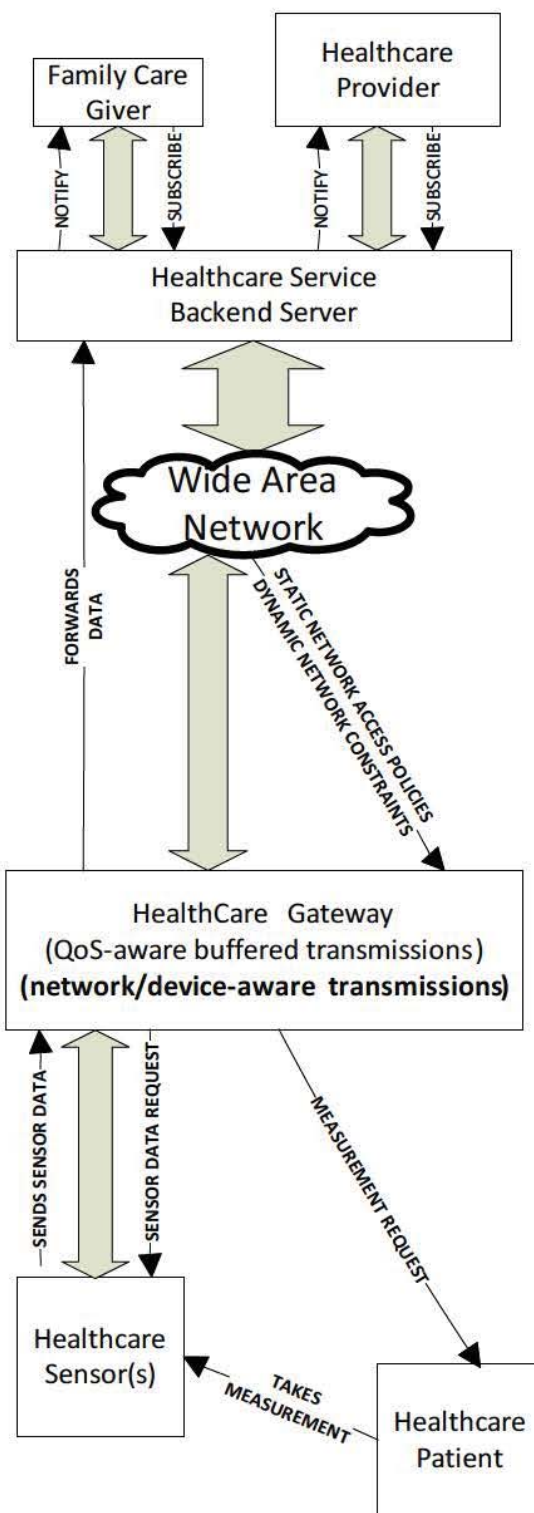 Family Care
Giver
Healthcare
Provider
NOTIFY
SUBSCRIBE
NOTIFY
SUBSCRIBE
Healthcare Service
Backend Server
Wide Area
Network
FORWARDS
DATA
STATIC NETWORK ACCESS POLICIES
DYNAMIC NETWORK CONSTRAINTS
HealthCare Gateway
(QoS-aware buffered transmissions)
(network/device-aware transmissions)
SENDS SENSOR DATA
SENSOR DATA REQUEST
MEASUREMENT REQUEST
Healthcare
Sensor(s)
TAKES
MEASUREMENT
Healthcare
Patient